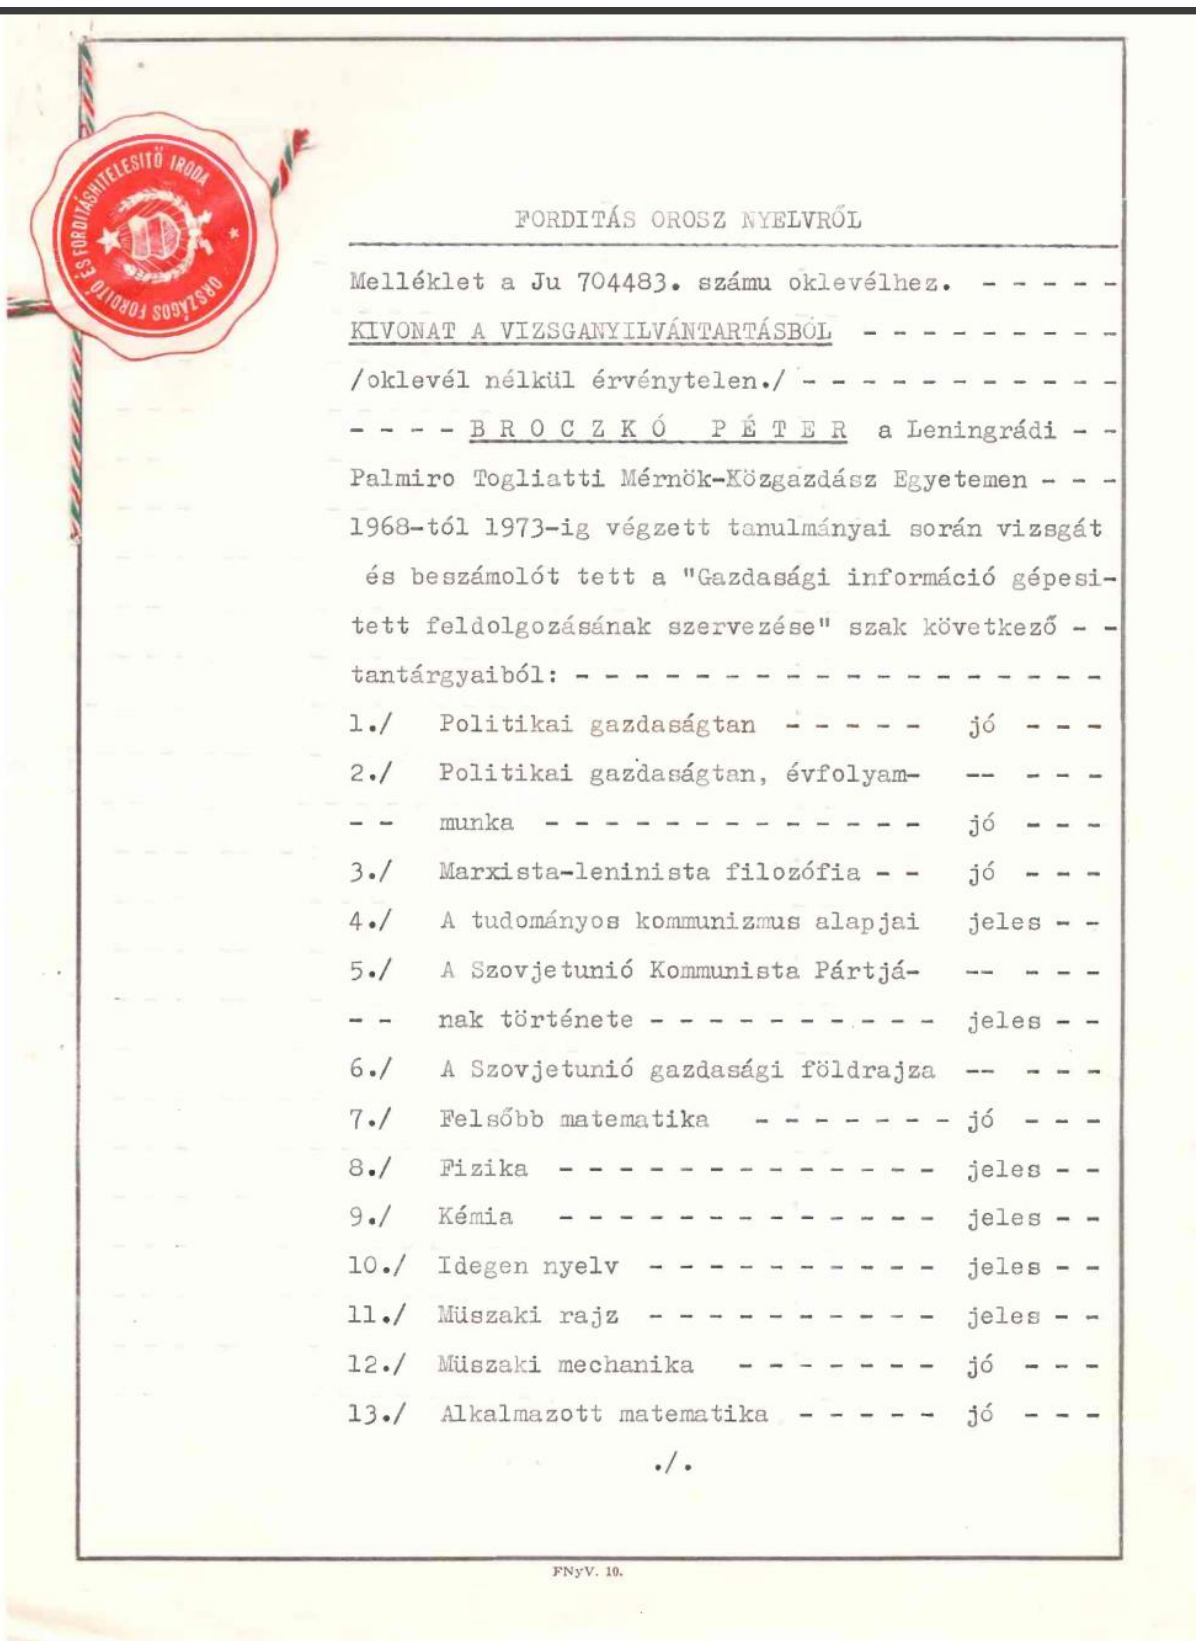 ORSZÁGOS FORDITÓ ÉS FORDITÁSHITELESITŐ IRODA
FORDITÁS OROSZ NYELVRŐL
Melléklet a Ju 704483. számu oklevélhez. - - - - -
KIVONAT A VIZSGANYILVÁNTARTÁSBÓL - - - - - - - - -
/oklevél nélkül érvénytelen./ - - - - - - - - - - -
- - - - B R O C Z K Ó P É T E R a Leningrádi - -
Palmiro Togliatti Mérnök-Közgazdász Egyetemen - - -
1968-tól 1973-ig végzett tanulmányai során vizsgát
és beszámolót tett a "Gazdasági információ gépesi-
tett feldolgozásának szervezése" szak következő - -
tantárgyaiból: - - - - - - - - - - - - - - - - - -
1./ Politikai gazdaságtan - - - - - jó - - -
2./ Politikai gazdaságtan, évfolyam- -- - - -
- - munka - - - - - - - - - - - - - jó - - -
3./ Marxista-leninista filozófia - - jó - - -
4./ A tudományos kommunizmus alapjai jeles - -
5./ A Szovjetunió Kommunista Pártjá- -- - - -
- - nak története - - - - - - - - - - jeles - -
6./ A Szovjetunió gazdasági földrajza -- - - -
7./ Felsőbb matematika - - - - - - - jó - - -
8./ Fizika - - - - - - - - - - - - - jeles - -
9./ Kémia - - - - - - - - - - - - - jeles - -
10./ Idegen nyelv - - - - - - - - - - jeles - -
11./ Müszaki rajz - - - - - - - - - - jeles - -
12./ Müszaki mechanika - - - - - - - jó - - -
13./ Alkalmazott matematika - - - - - jó - - -
./.
FNyV. 10.